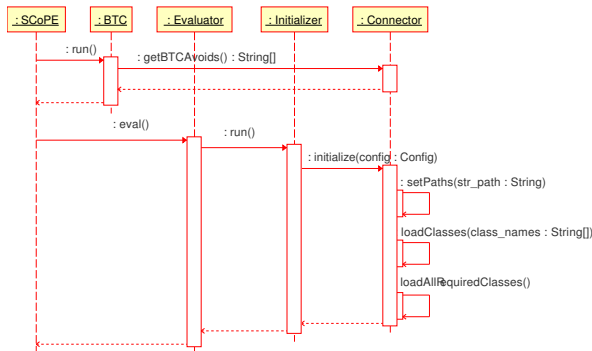 : SCoPE
: BTC
: Evaluator
: Initializer
: Connector
: run()
: getBTCAvoids() : String[]
: eval()
: run()
: initialize(config : Config)
: setPaths(str_path : String)
loadClasses(class_names : String[])
loadAllRequiredClasses()